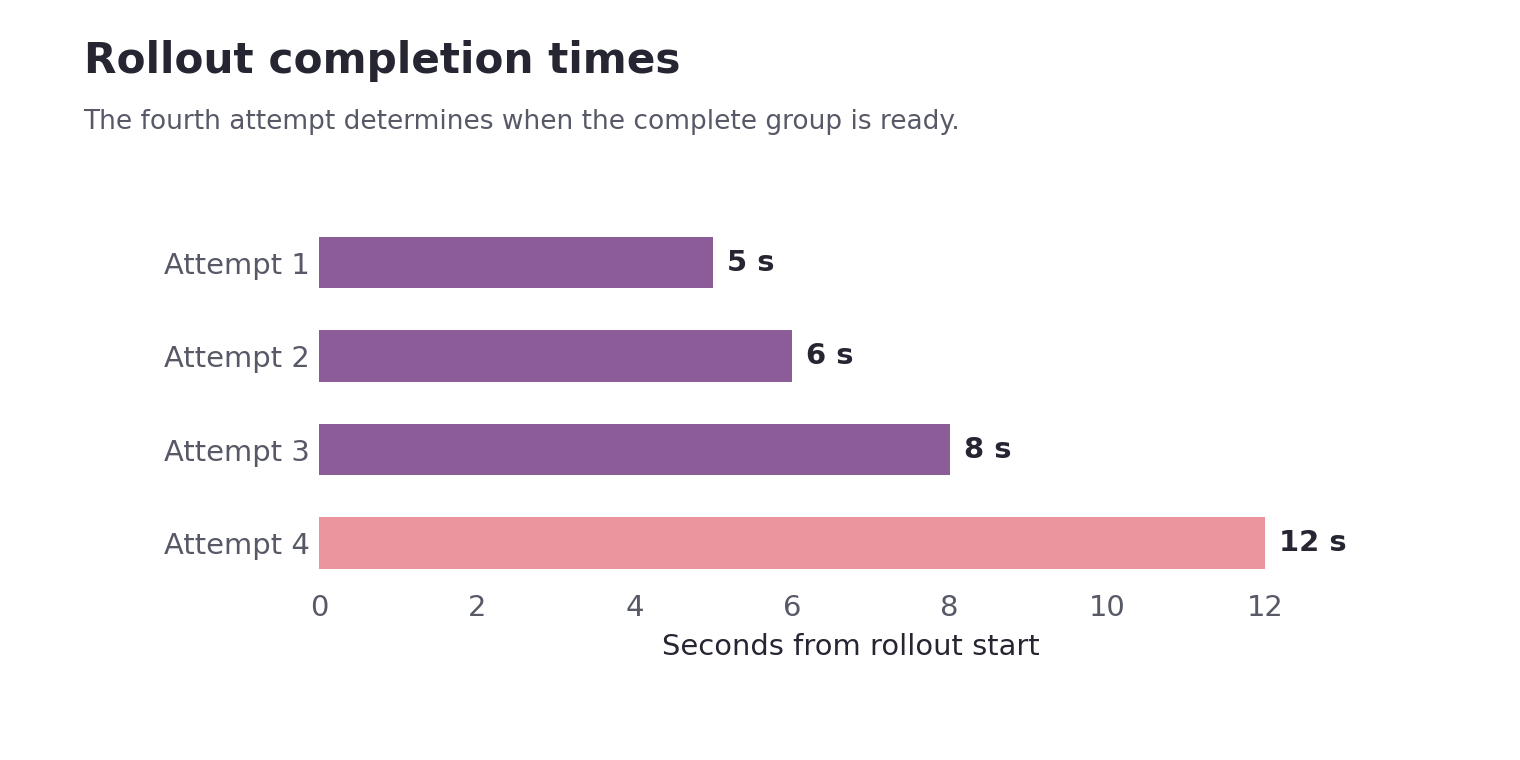 Rollout completion times
The fourth attempt determines when the complete group is ready.
Attempt 1 5 s
Attempt 2 6 s
Attempt 3 8 s
Attempt 4 12 s
0 2 4 6 8 10 12
Seconds from rollout start